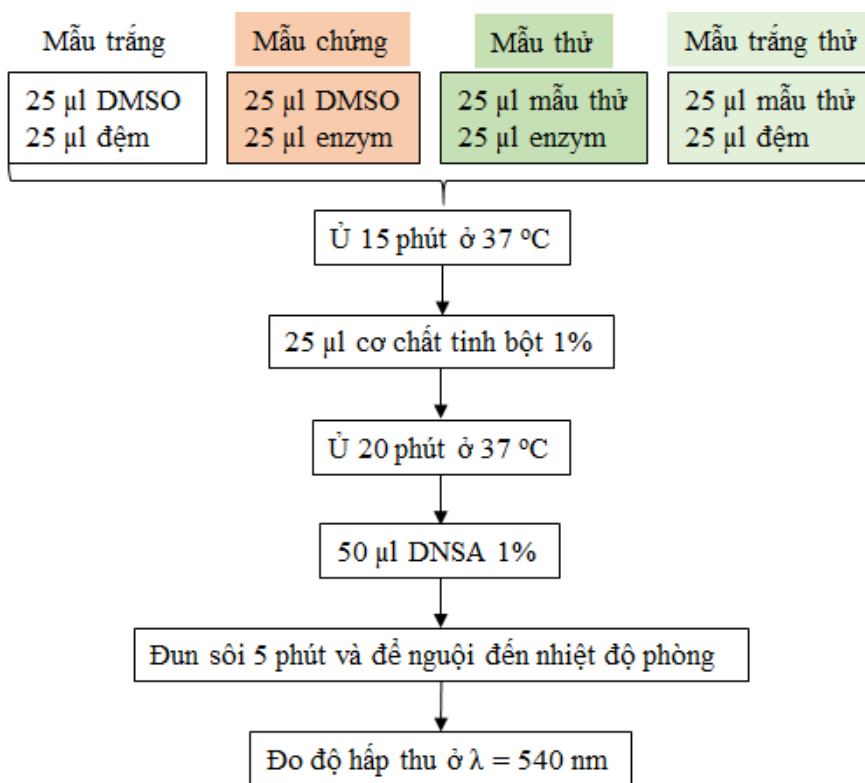 Mẫu trắng
Mẫu chứng
Mẫu thử
Mẫu trắng thử
25 µl DMSO
25 µl đệm
25 µl DMSO
25 µl enzym
25 µl mẫu thử
25 µl enzym
25 µl mẫu thử
25 µl đệm
Ủ 15 phút ở 37 ºC
25 µl cơ chất tinh bột 1%
Ủ 20 phút ở 37 ºC
50 µl DNSA 1%
Đun sôi 5 phút và để nguội đến nhiệt độ phòng
Đo độ hấp thu ở λ = 540 nm